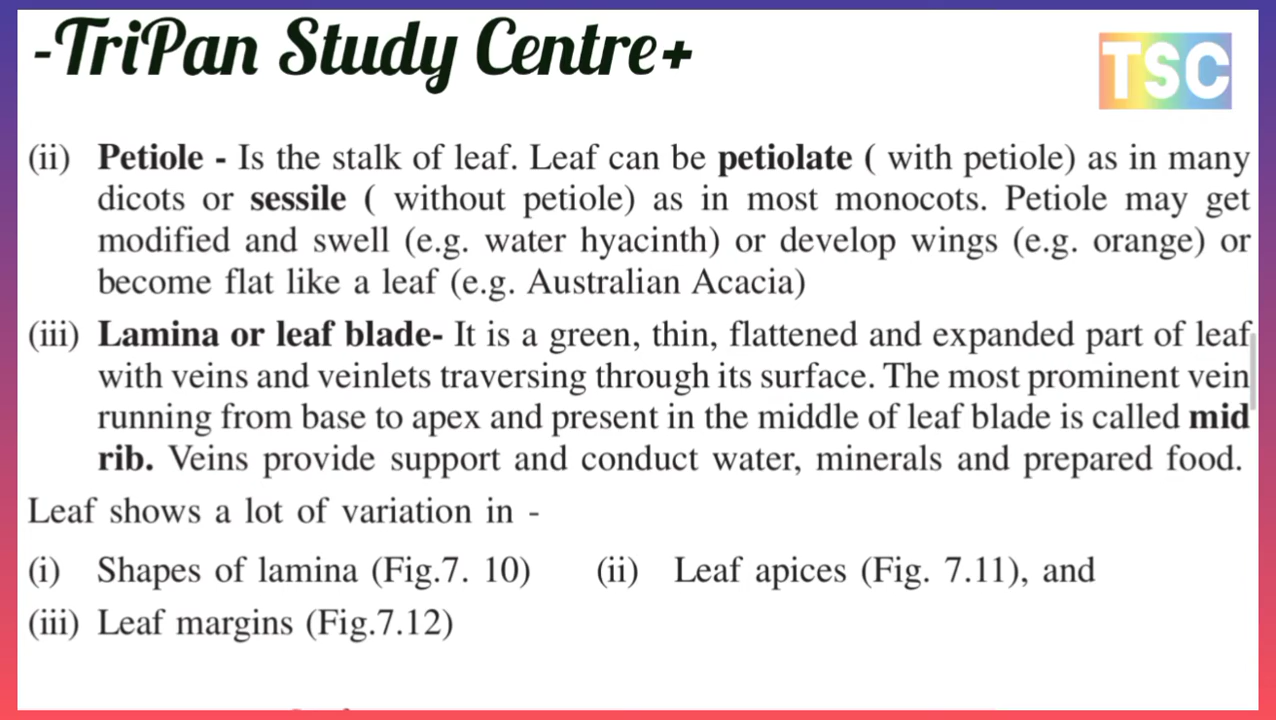 -TriPan Study Centre+
TSC
(ii) Petiole - Is the stalk of leaf. Leaf can be petiolate ( with petiole) as in many
dicots or sessile ( without petiole) as in most monocots. Petiole may get
modified and swell (e.g. water hyacinth) or develop wings (e.g. orange) or
become flat like a leaf (e.g. Australian Acacia)
(iii) Lamina or leaf blade- It is a green, thin, flattened and expanded part of leaf
with veins and veinlets traversing through its surface. The most prominent vein
running from base to apex and present in the middle of leaf blade is called mid
rib. Veins provide support and conduct water, minerals and prepared food.
Leaf shows a lot of variation in -
(i) Shapes of lamina (Fig.7. 10) (ii) Leaf apices (Fig. 7.11), and
(iii) Leaf margins (Fig.7.12)